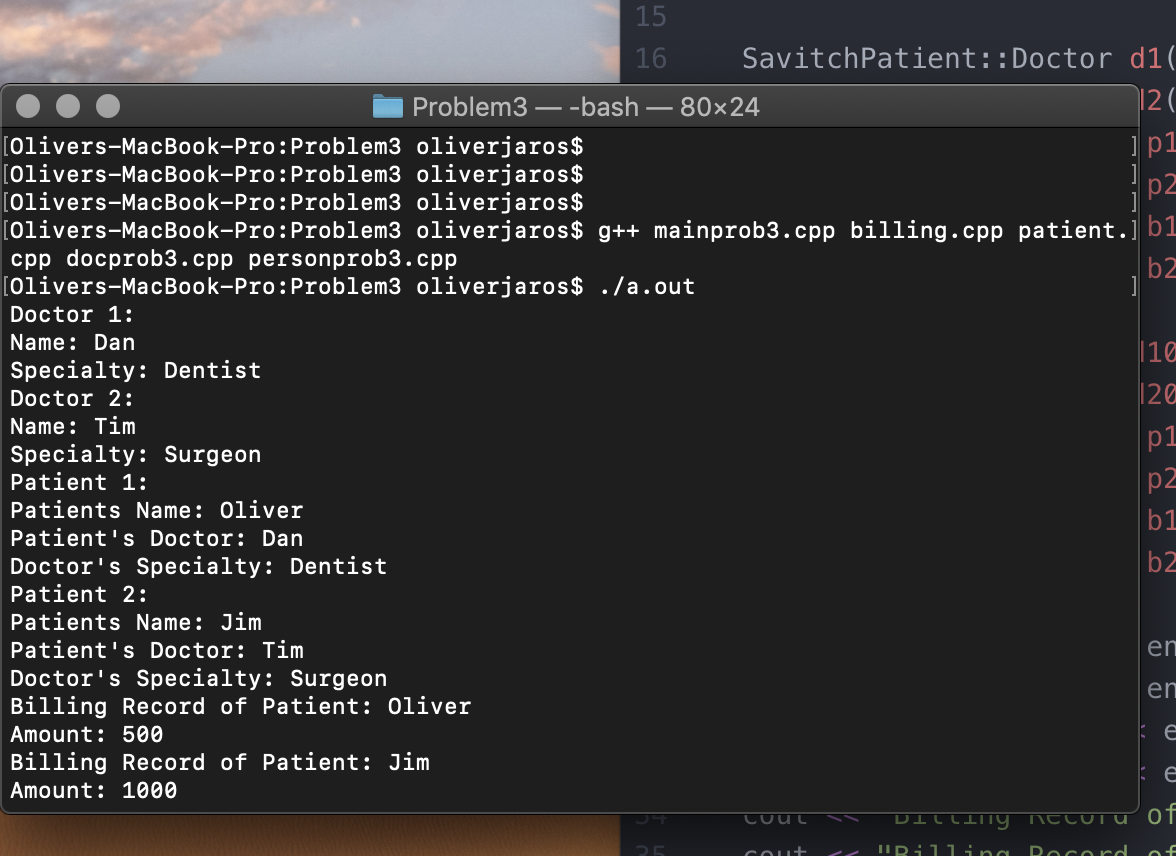 15
16 SavitchPatient::Doctor d1(
Problem3 — -bash — 80×24
[Olivers-MacBook-Pro:Problem3 oliverjaros$ ]
[Olivers-MacBook-Pro:Problem3 oliverjaros$ ]
[Olivers-MacBook-Pro:Problem3 oliverjaros$ ]
[Olivers-MacBook-Pro:Problem3 oliverjaros$ g++ mainprob3.cpp billing.cpp patient.]
cpp docprob3.cpp personprob3.cpp
[Olivers-MacBook-Pro:Problem3 oliverjaros$ ./a.out ]
Doctor 1:
Name: Dan
Specialty: Dentist
Doctor 2:
Name: Tim
Specialty: Surgeon
Patient 1:
Patients Name: Oliver
Patient's Doctor: Dan
Doctor's Specialty: Dentist
Patient 2:
Patients Name: Jim
Patient's Doctor: Tim
Doctor's Specialty: Surgeon
Billing Record of Patient: Oliver
Amount: 500
Billing Record of Patient: Jim
Amount: 1000
p1
p2
b1
b2
p1
p2
b1
b2
34 cout << "Billing Record of
35 cout << "Billing Record of